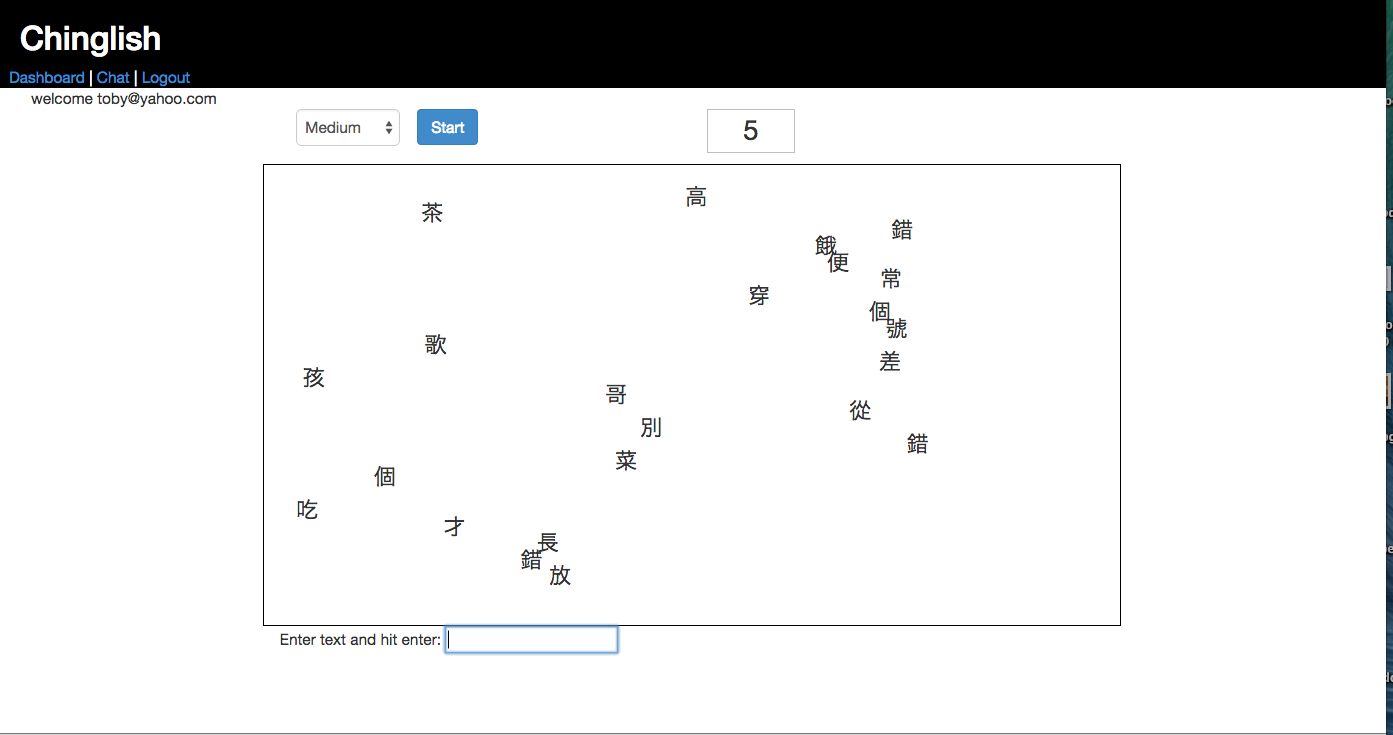 Chinglish
Dashboard | Chat | Logout
welcome toby@yahoo.com
Medium Start 5
高
茶
錯
餓
便
常
穿
個
號
歌
差
孩
哥
從
別
錯
菜
個
吃
才
長
錯
放
Enter text and hit enter: